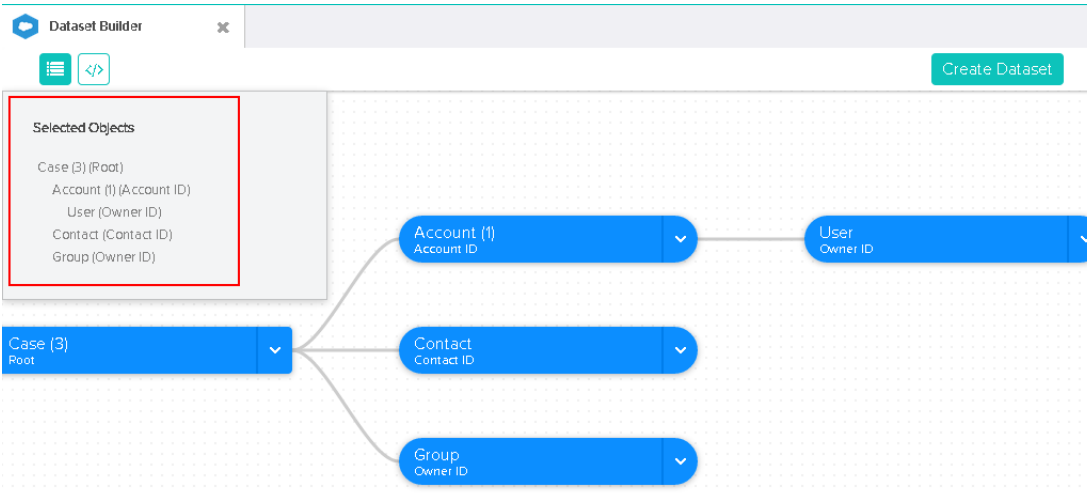 Dataset Builder
</>
Create Dataset
Selected Objects
Case (3) (Root)
Account (1) (Account ID)
User (Owner ID)
Contact (Contact ID)
Group (Owner ID)
Account (1)
Account ID
User
Owner ID
Case (3)
Root
Contact
Contact ID
Group
Owner ID